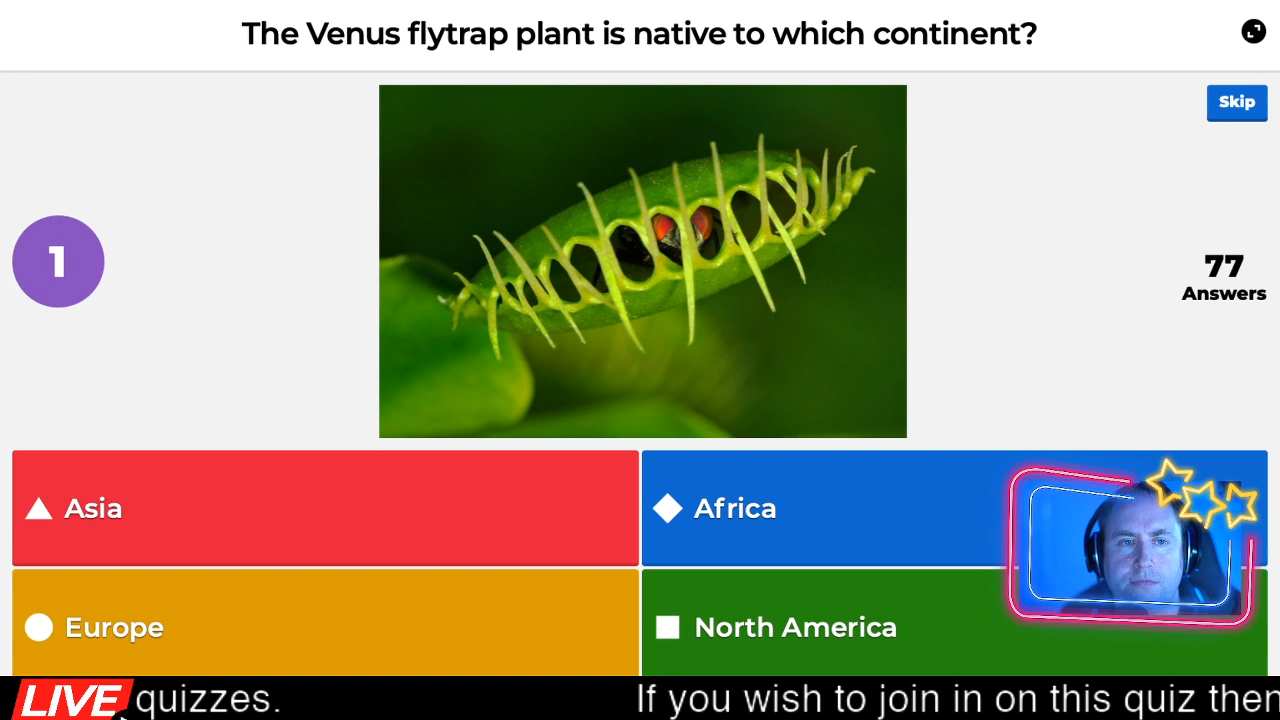 The Venus flytrap plant is native to which continent?
Skip
1
77
Answers
Asia
Africa
Europe
North America
LIVE quizzes. If you wish to join in on this quiz then